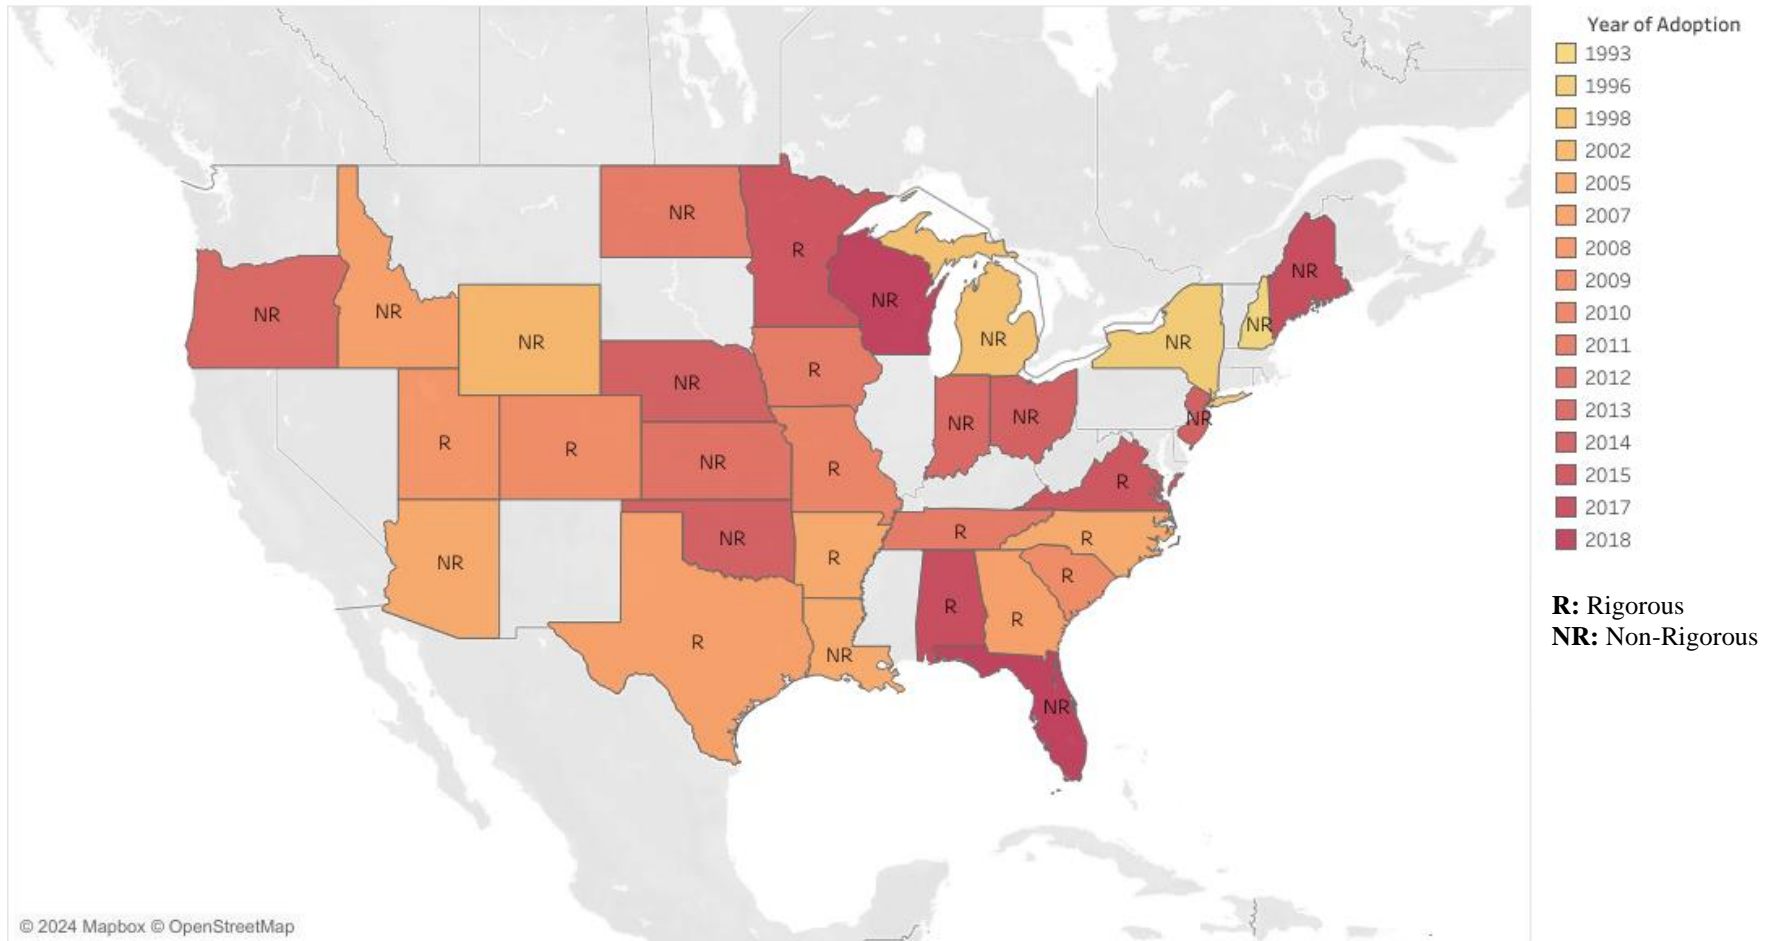 Year of Adoption
1993
1996
1998
2002
2005
2007
2008
2009
2010
2011
2012
2013
2014
2015
2017
2018
R: Rigorous
NR: Non-Rigorous
NR
R
NR
NR
NR
NR
NR
NR
NR
NR
NR
R
NR
NR
NR
NR
R
R
NR
R
R
NR
R
R
NR
R
R
R
R
R
NR
NR
© 2024 Mapbox © OpenStreetMap